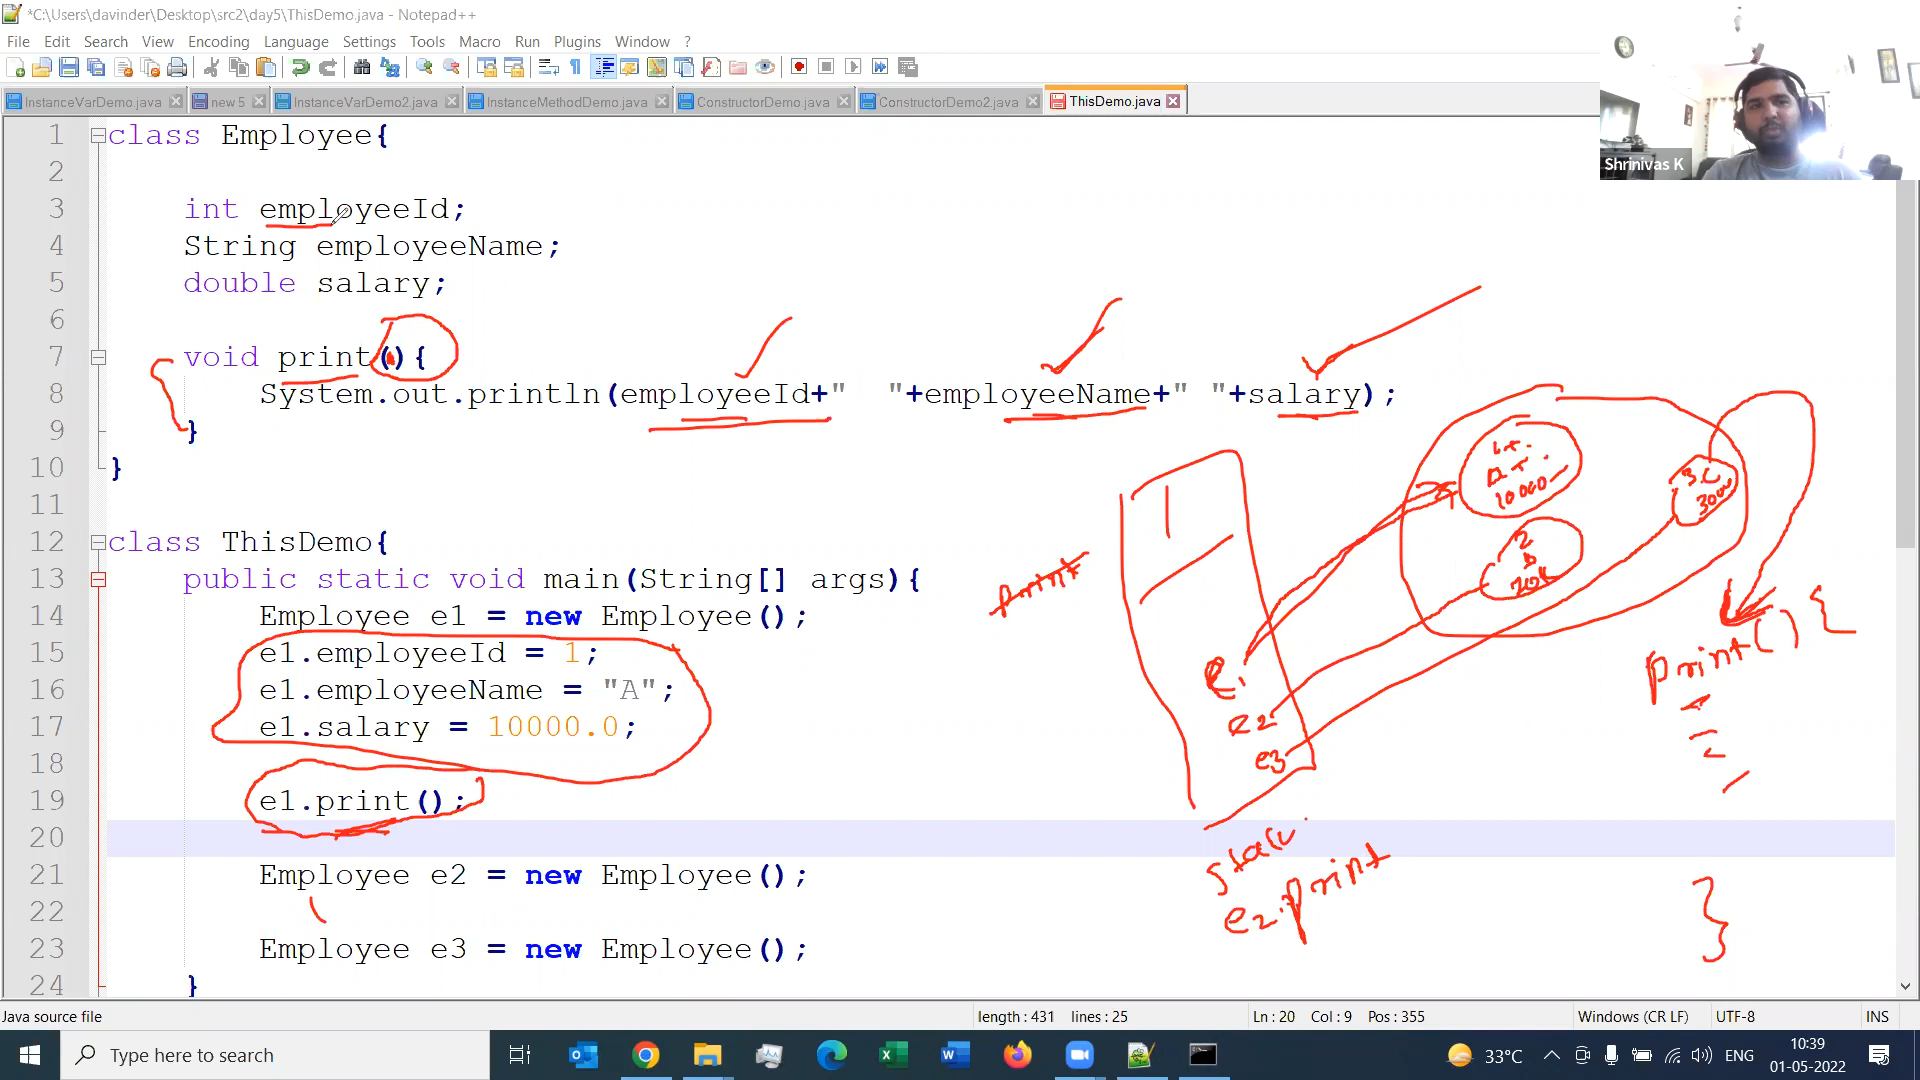 *C:\Users\davinder\Desktop\src2\day5\ThisDemo.java - Notepad++
File Edit Search View Encoding Language Settings Tools Macro Run Plugins Window ?
InstanceVarDemo.java new 5 InstanceVarDemo2.java InstanceMethodDemo.java ConstructorDemo.java ConstructorDemo2.java ThisDemo.java
Shrinivas K
1 class Employee{
2
3 int employeeId;
4 String employeeName;
5 double salary;
6
7 void print(){
8 System.out.println(employeeId+" "+employeeName+" "+salary);
9 }
10 }
11
12 class ThisDemo{
13 public static void main(String[] args){
14 Employee e1 = new Employee();
15 e1.employeeId = 1;
16 e1.employeeName = "A";
17 e1.salary = 10000.0;
18
19 e1.print();
20
21 Employee e2 = new Employee();
22
23 Employee e3 = new Employee();
24 }
10000
3C
2
print
print(){
e2
e3
e2.print
}
Java source file length : 431 lines : 25 Ln : 20 Col : 9 Pos : 355 Windows (CR LF) UTF-8 INS
Type here to search
33°C ENG 10:39
01-05-2022